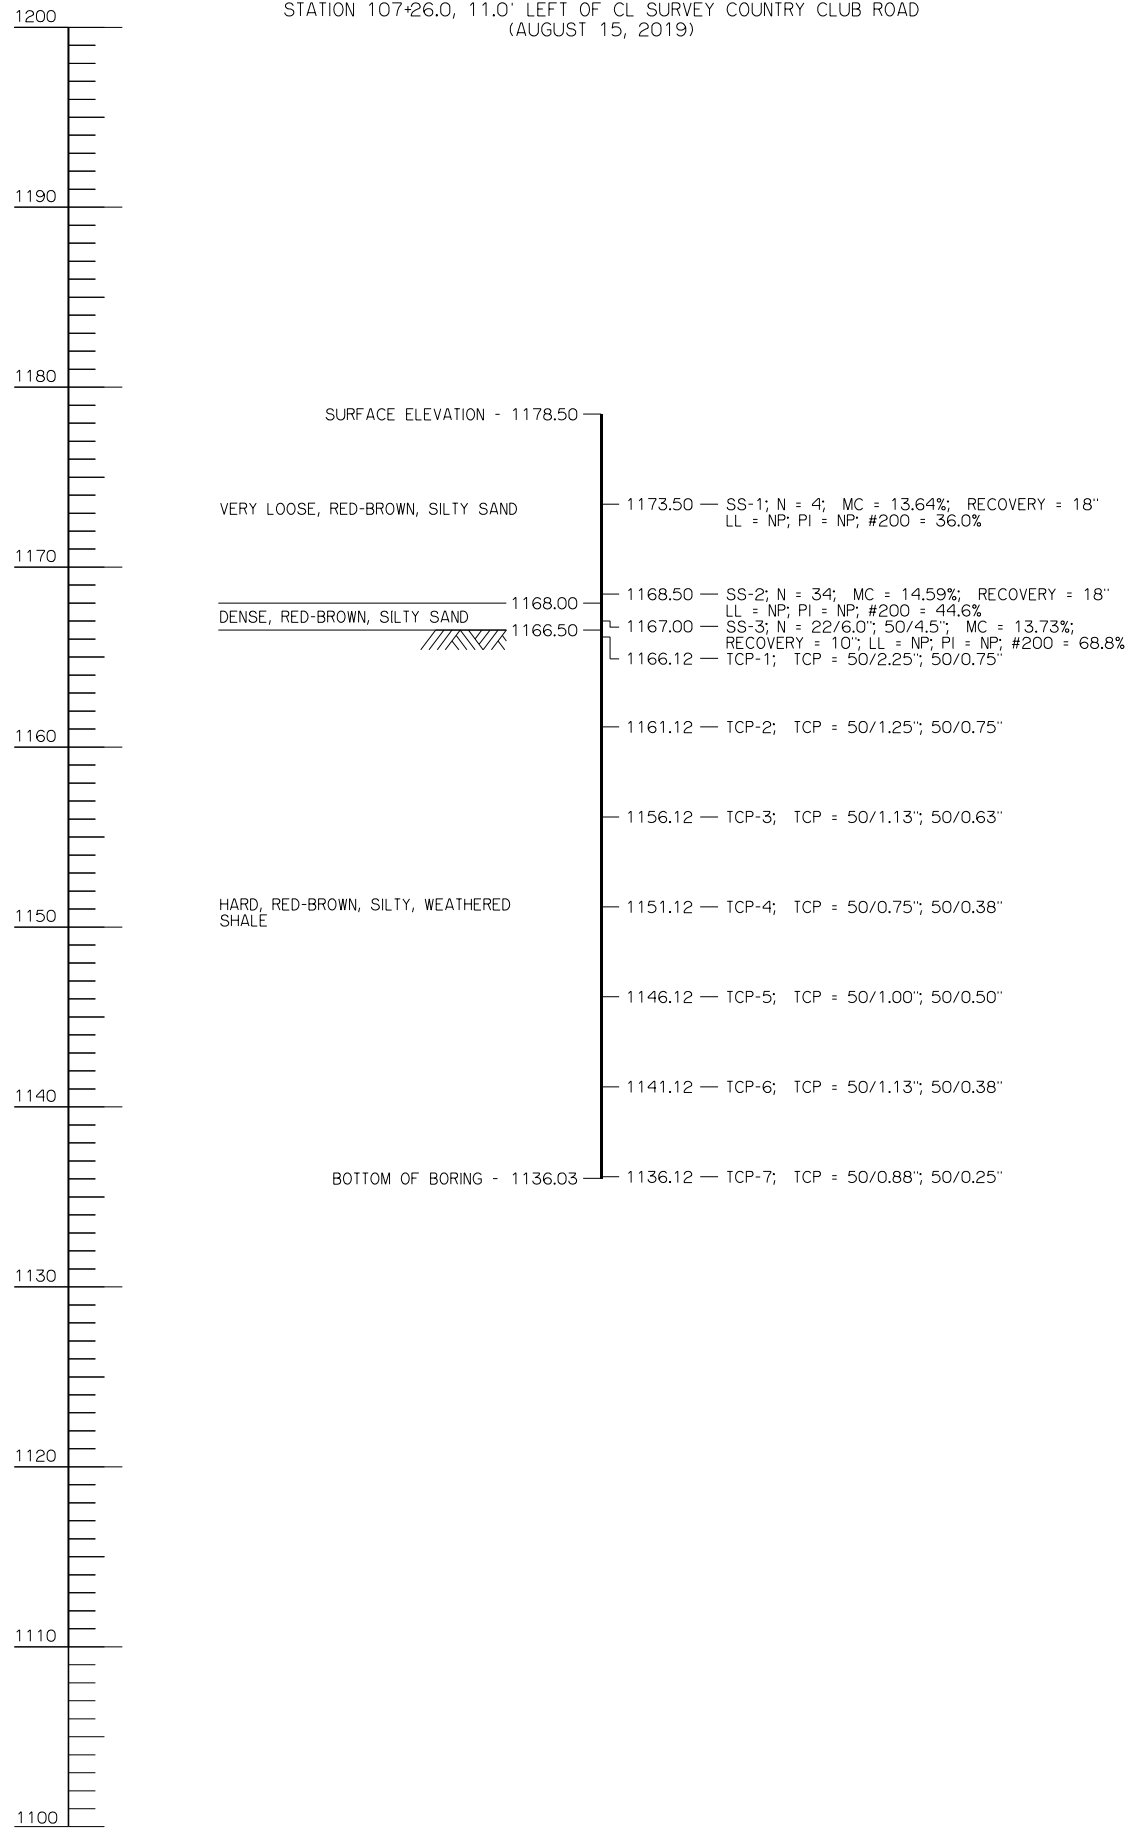 STATION 107+26.0, 11.0' LEFT OF CL SURVEY COUNTRY CLUB ROAD
(AUGUST 15, 2019)
1200
1190
1180
SURFACE ELEVATION - 1178.50
VERY LOOSE, RED-BROWN, SILTY SAND
1173.50 — SS-1; N = 4; MC = 13.64%; RECOVERY = 18"
LL = NP; PI = NP; #200 = 36.0%
1170
1168.50 — SS-2; N = 34; MC = 14.59%; RECOVERY = 18"
LL = NP; PI = NP; #200 = 44.6%
1168.00
DENSE, RED-BROWN, SILTY SAND
1167.00 — SS-3; N = 22/6.0"; 50/4.5"; MC = 13.73%;
RECOVERY = 10"; LL = NP; PI = NP; #200 = 68.8%
1166.50
1166.12 — TCP-1; TCP = 50/2.25"; 50/0.75"
1161.12 — TCP-2; TCP = 50/1.25"; 50/0.75"
1160
1156.12 — TCP-3; TCP = 50/1.13"; 50/0.63"
HARD, RED-BROWN, SILTY, WEATHERED
SHALE
1151.12 — TCP-4; TCP = 50/0.75"; 50/0.38"
1150
1146.12 — TCP-5; TCP = 50/1.00"; 50/0.50"
1141.12 — TCP-6; TCP = 50/1.13"; 50/0.38"
1140
BOTTOM OF BORING - 1136.03
1136.12 — TCP-7; TCP = 50/0.88"; 50/0.25"
1130
1120
1110
1100